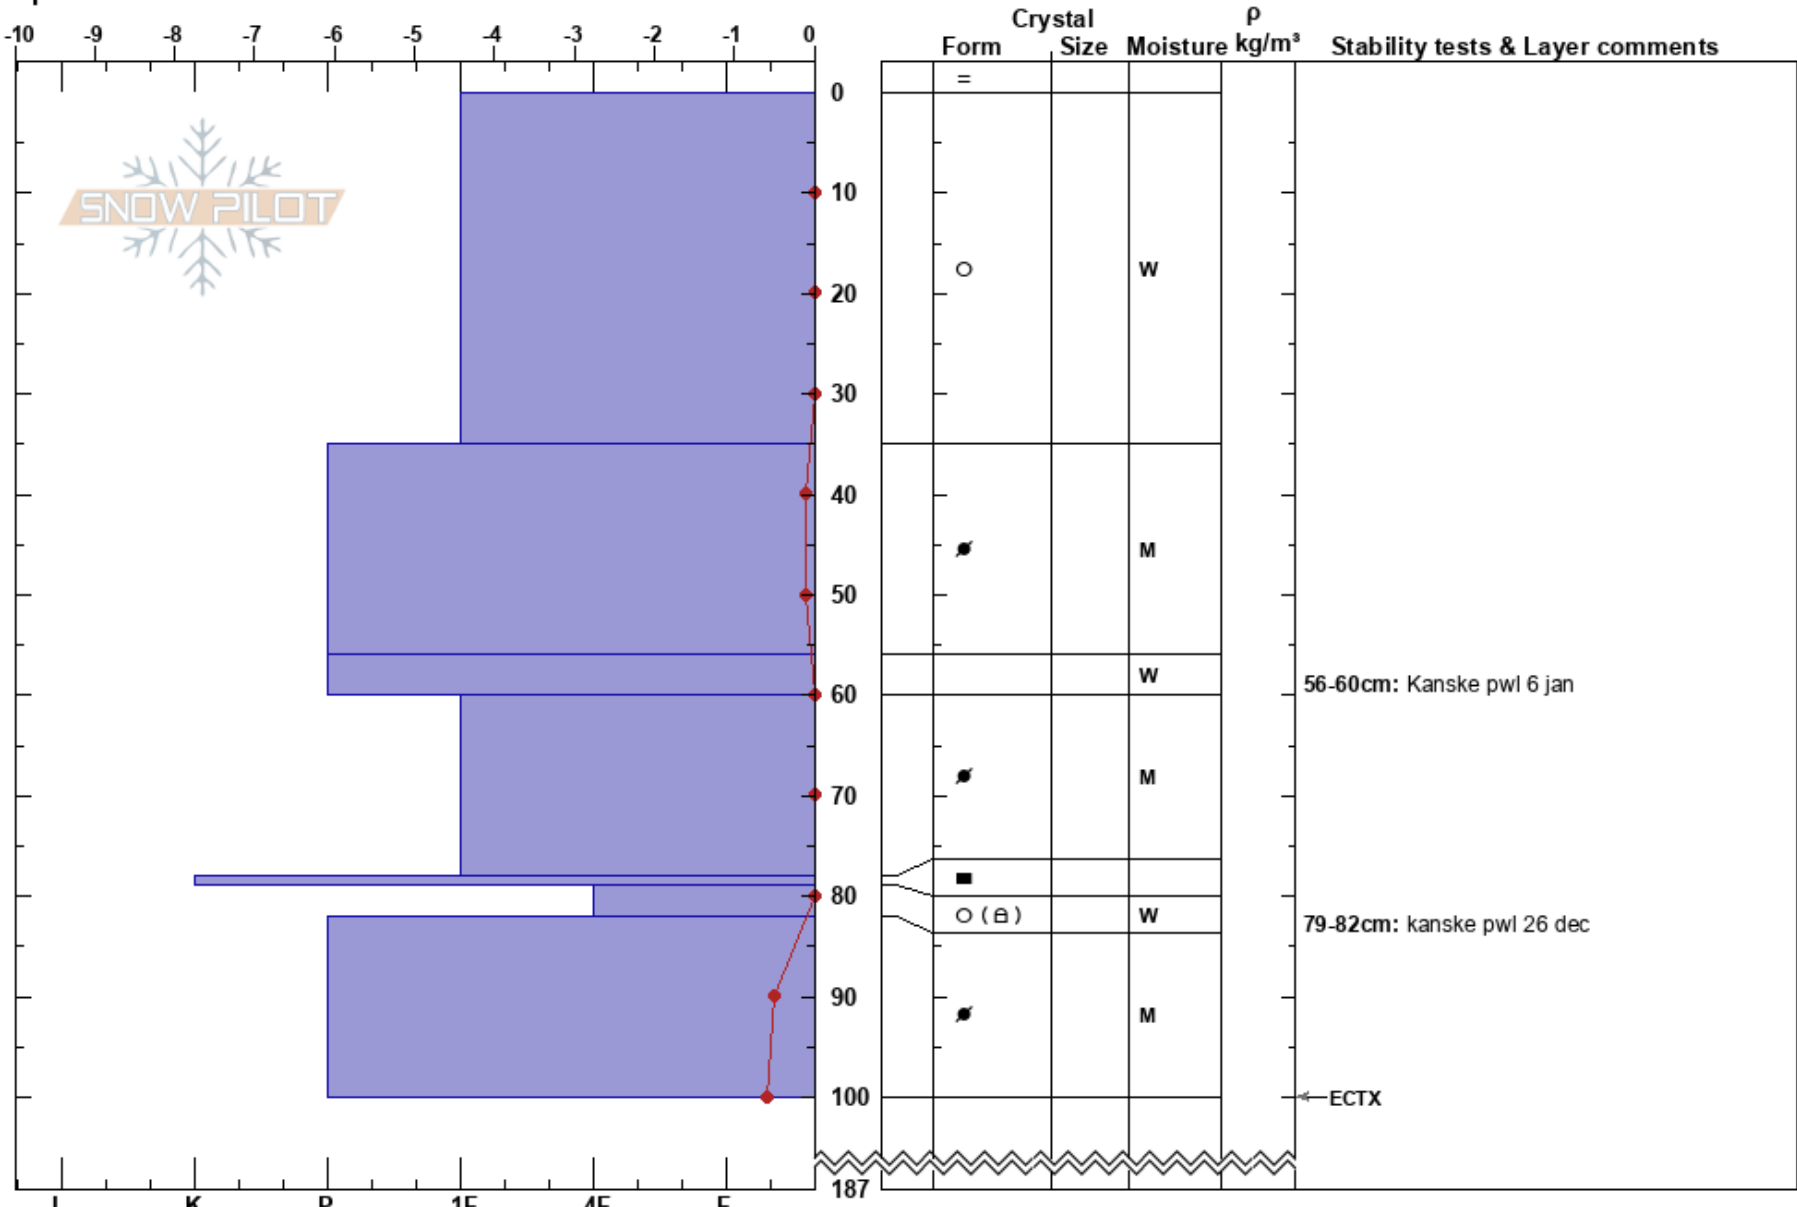 Crystal ρ
-10 -9 -8 -7 -6 -5 -4 -3 -2 -1 0 Form Size Moisture kg/m³ Stability tests & Layer comments
=
0
SNOW PILOT
10
W
20
30
40
M
50
W
56-60cm: Kanske pwl 6 jan
60
M
70
80
( ) W
79-82cm: kanske pwl 26 dec
90
M
100
ECTX
187
K P 1F 4F F